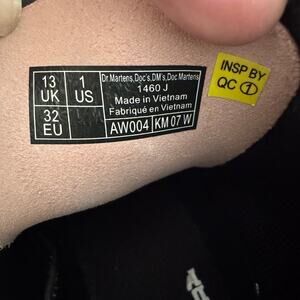 13 UK
1 US
32 EU
Dr Martens,Doc's,DM's,Doc Martens
1460 J
Made in Vietnam
Fabriqué en Vietnam
AW004
KM 07 W
INSP BY
QC 1